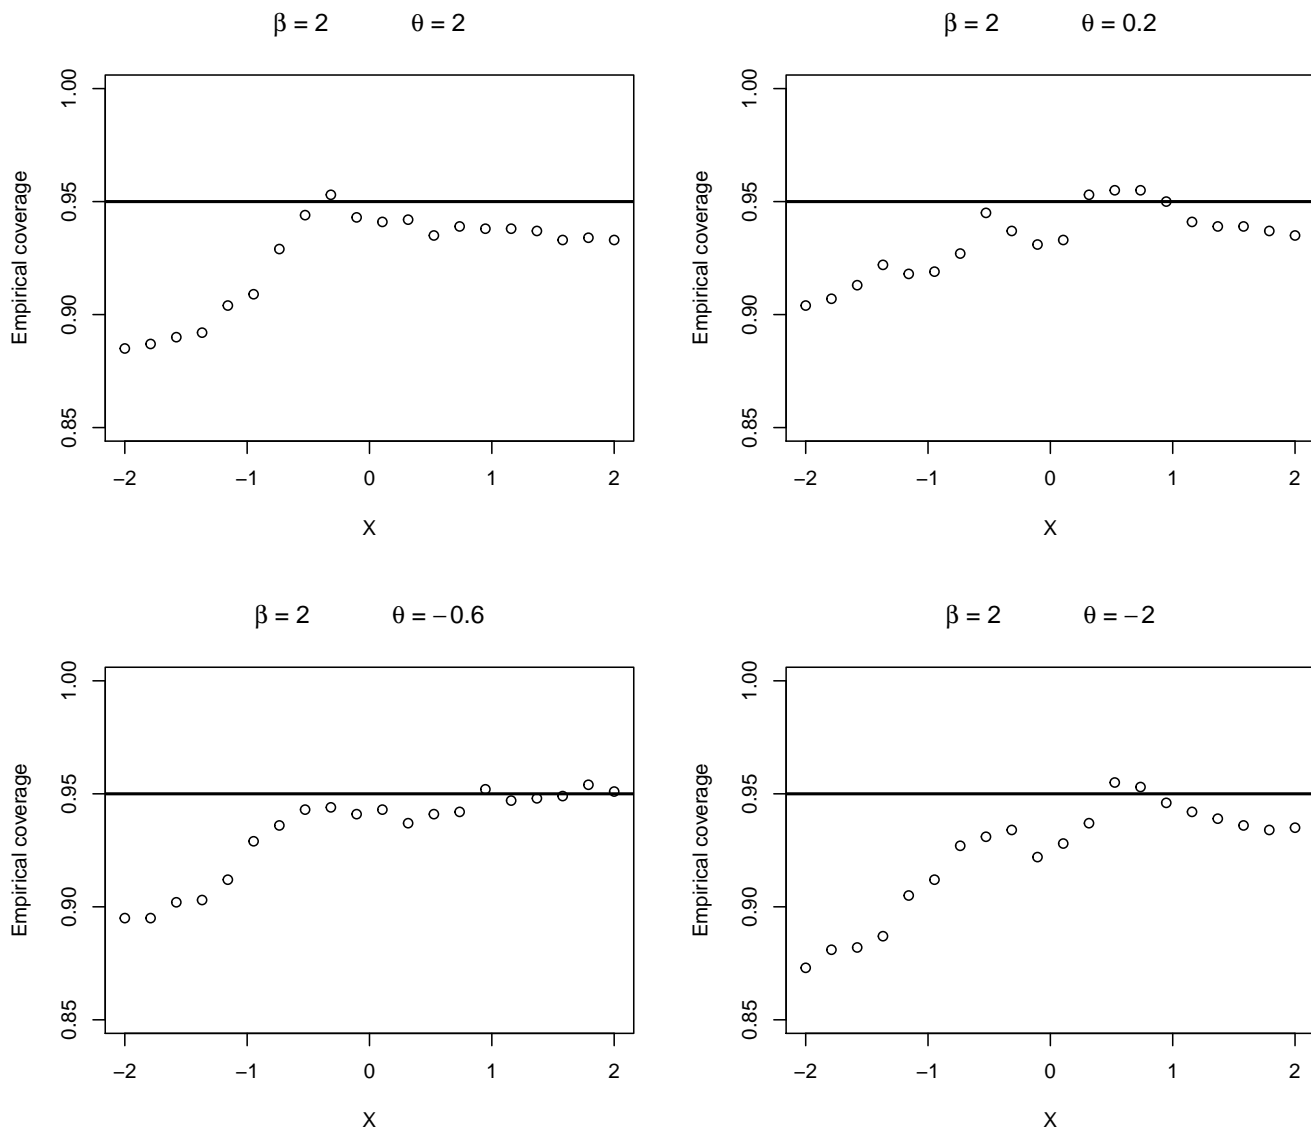 β = 2 θ = 2
1.00
0.95
0.90
0.85
Empirical coverage
−2 −1 0 1 2
X
β = 2 θ = 0.2
1.00
0.95
0.90
0.85
Empirical coverage
−2 −1 0 1 2
X
β = 2 θ = −0.6
1.00
0.95
0.90
0.85
Empirical coverage
−2 −1 0 1 2
X
β = 2 θ = −2
1.00
0.95
0.90
0.85
Empirical coverage
−2 −1 0 1 2
X